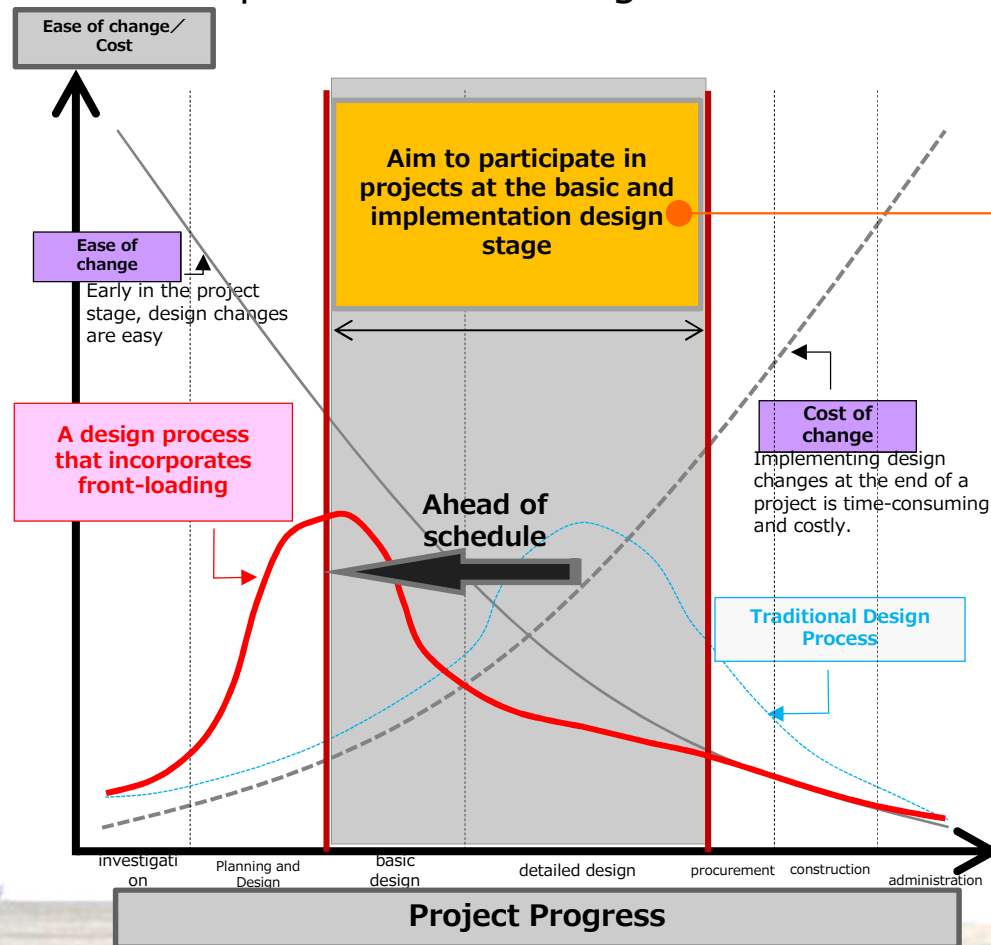 Ease of change／
Cost
Aim to participate in
projects at the basic and
implementation design
stage
Ease of
change
Early in the project
stage, design changes
are easy
A design process
that incorporates
front-loading
Ahead of
schedule
Cost of
change
Implementing design
changes at the end of a
project is time-consuming
and costly.
Traditional Design
Process
investigati
on
Planning and
Design
basic
design
detailed design
procurement
construction
administration
Project Progress